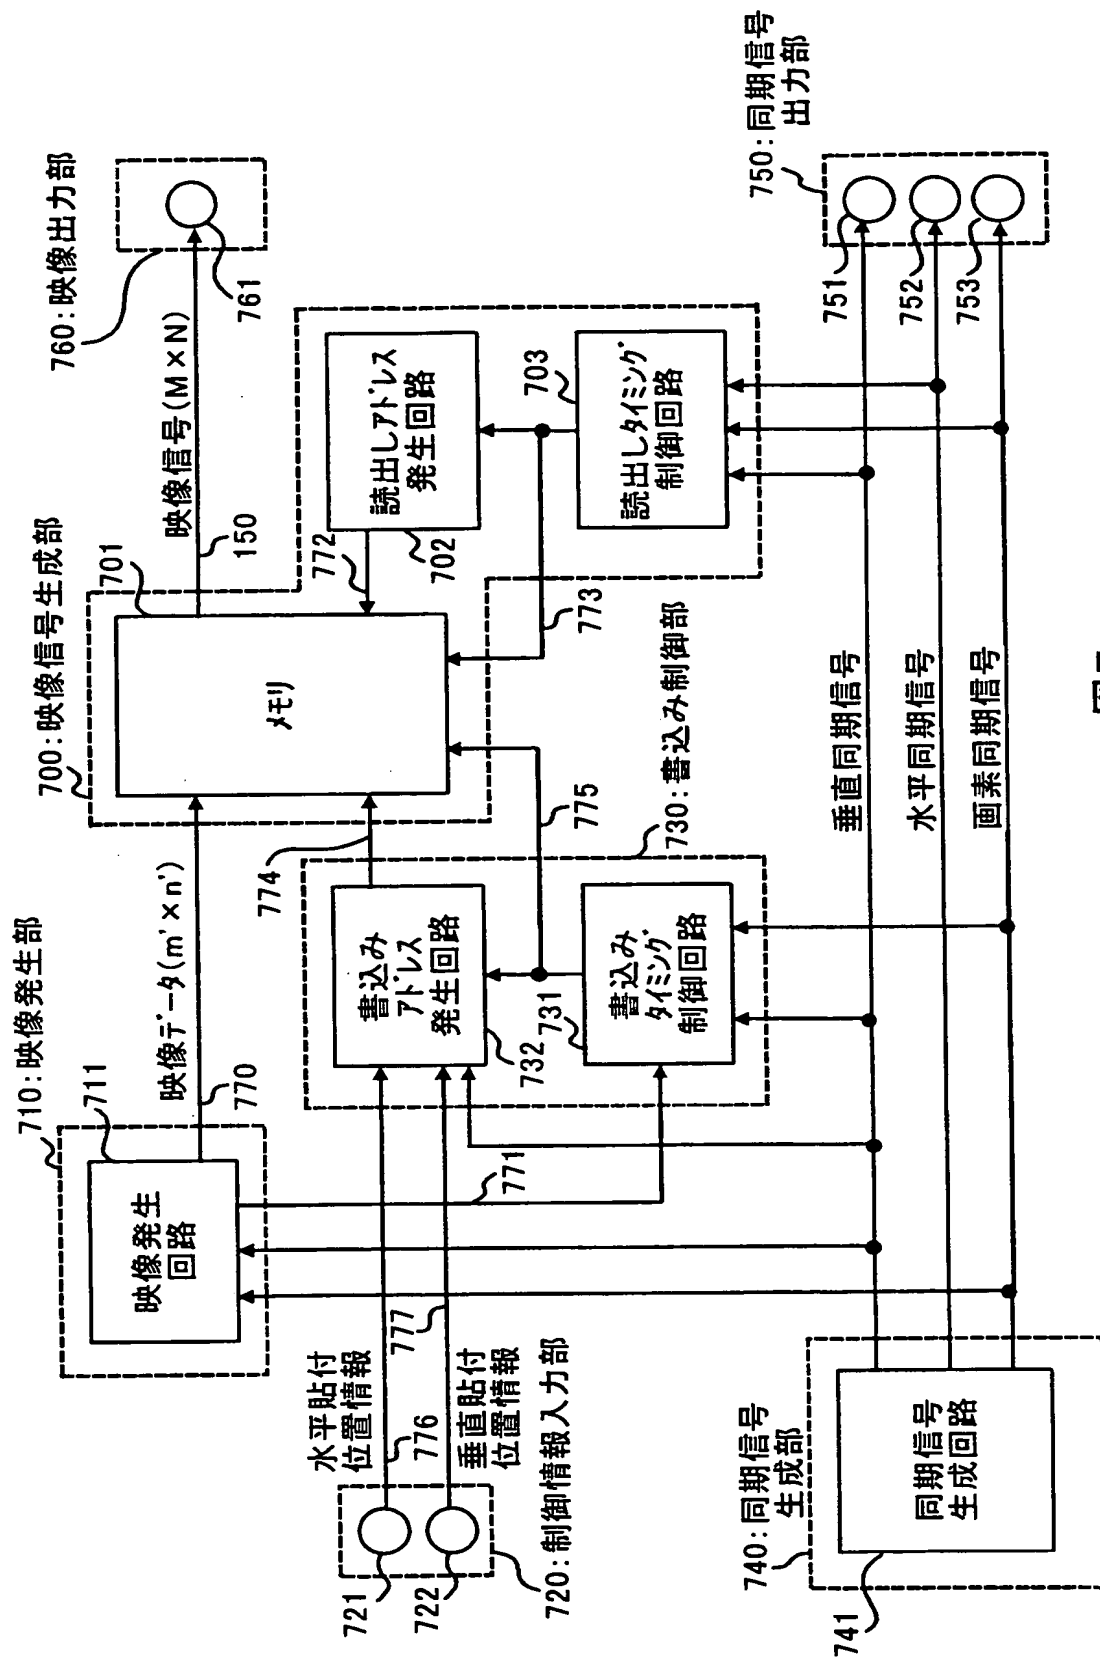 710:映像発生部
711
映像発生
回路
映像データ(m'×n')
770
700:映像信号生成部
701
メモリ
映像信号(M×N)
150
760:映像出力部
761
水平貼付
位置情報
776
777
垂直貼付
位置情報
721
722
720:制御情報入力部
771
774
書込み
アドレス
発生回路
732
731
書込み
タイミング
制御回路
775
730:書込み制御部
772
読出しアドレス
発生回路
702
773
703
読出しタイミング
制御回路
740:同期信号
生成部
741
同期信号
生成回路
垂直同期信号
水平同期信号
画素同期信号
750:同期信号
出力部
751
752
753